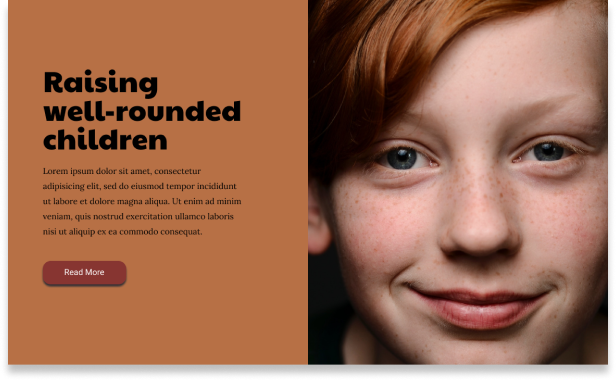 Raising
well-rounded
children
Lorem ipsum dolor sit amet, consectetur
adipisicing elit, sed do eiusmod tempor incididunt
ut labore et dolore magna aliqua. Ut enim ad minim
veniam, quis nostrud exercitation ullamco laboris
nisi ut aliquip ex ea commodo consequat.
Read More